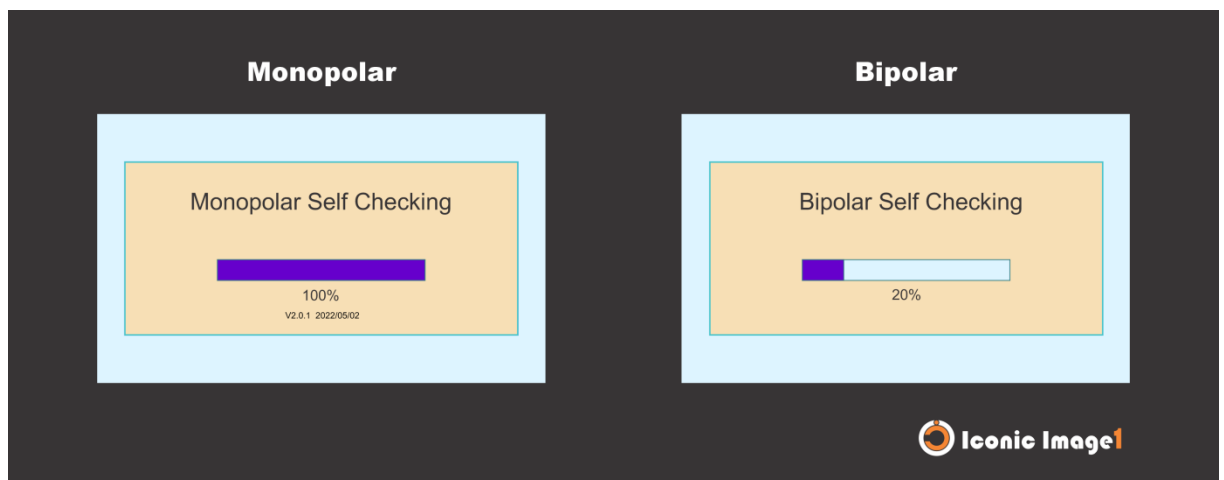 Monopolar
Bipolar
Monopolar Self Checking
100%
V2.0.1 2022/05/02
Bipolar Self Checking
20%
Iconic Image1